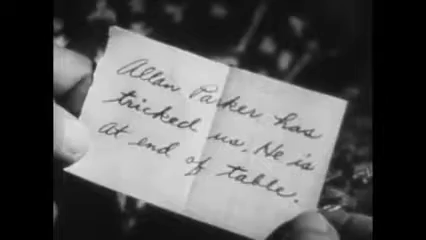 Allan Parker has
tricked us. He is
At end of table.